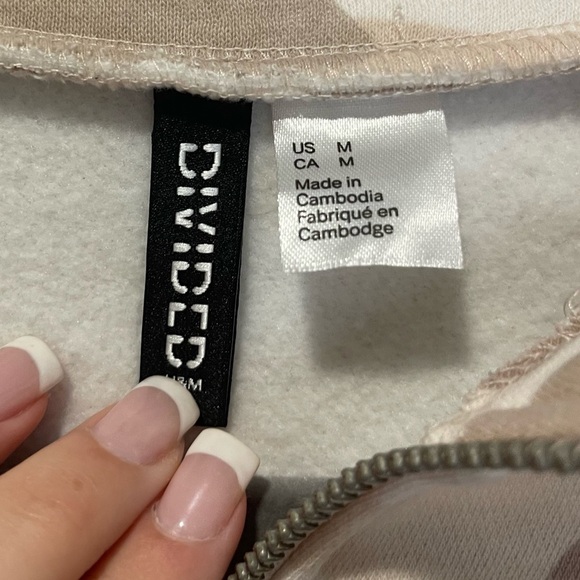 DIVIDED
H&M
US M
CA M
Made in
Cambodia
Fabriqué en
Cambodge